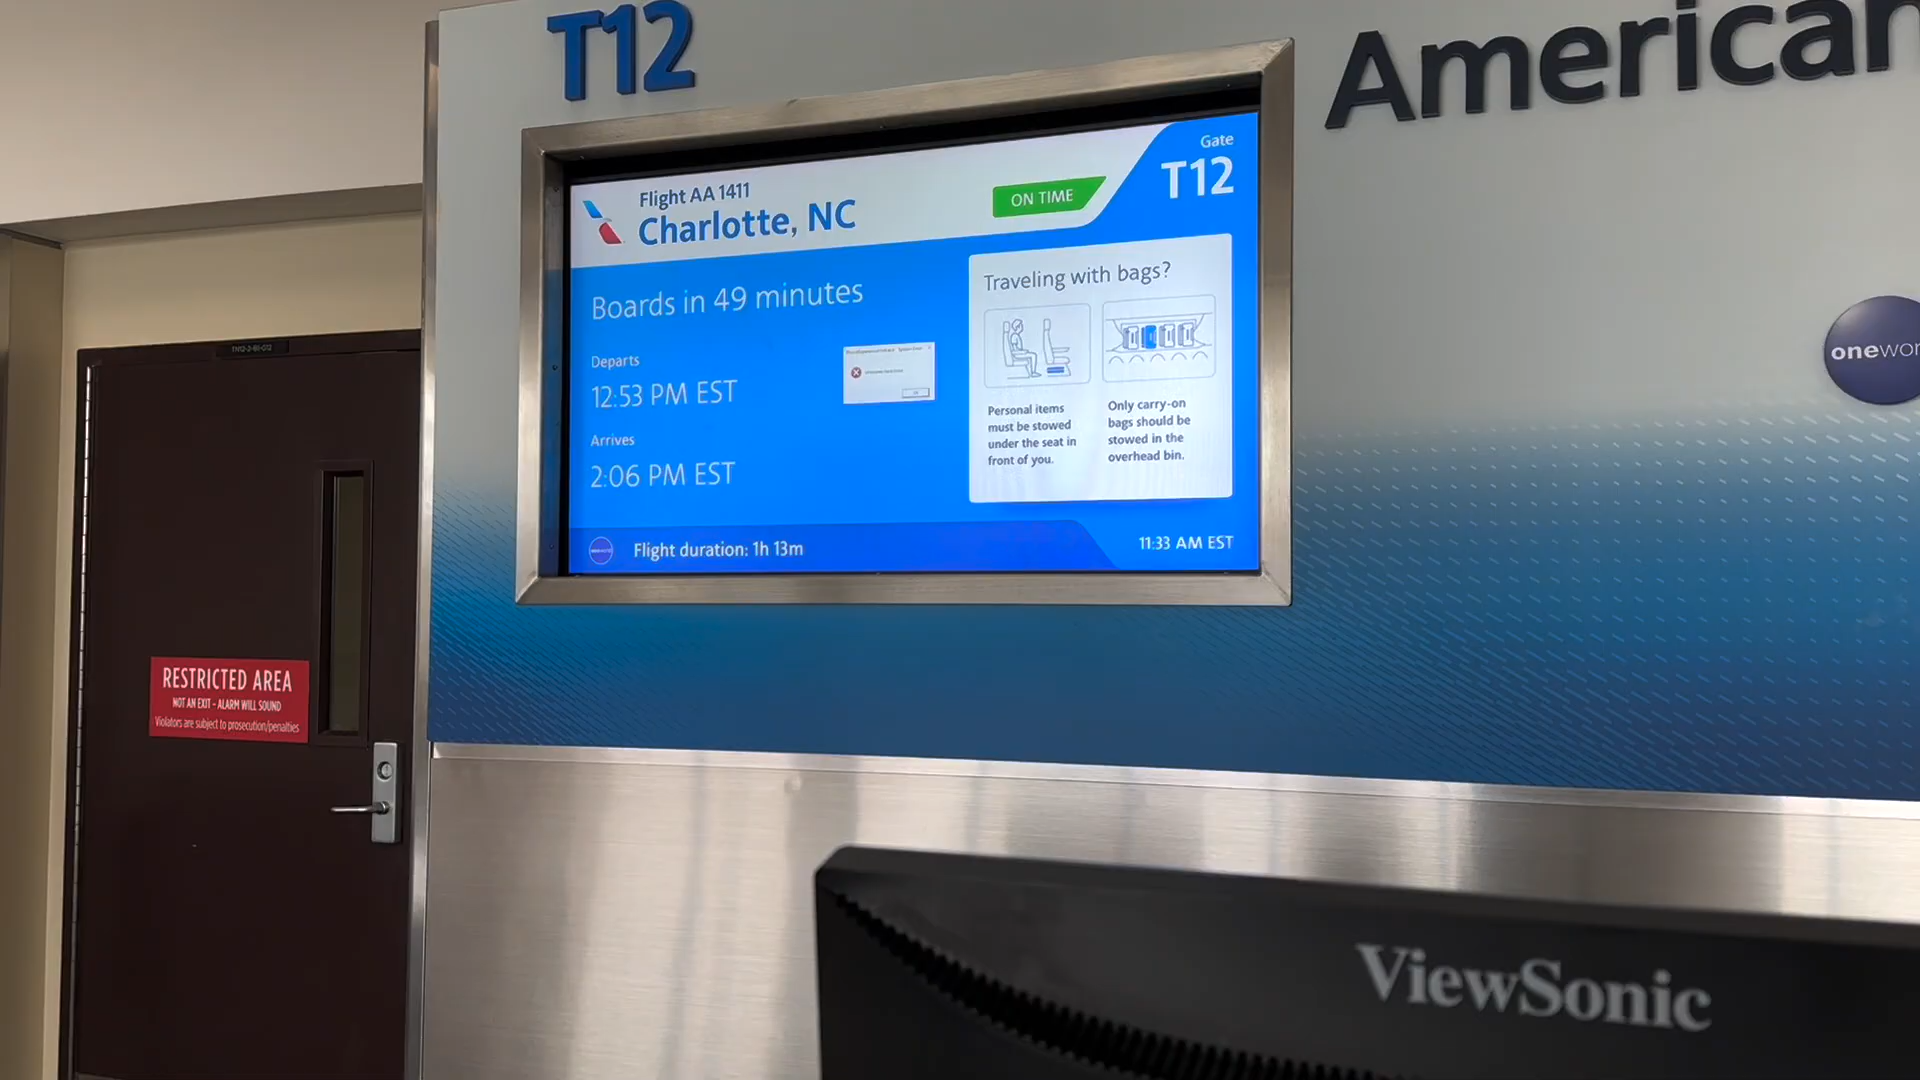 T12
American
Gate
T12
Flight AA 1411
Charlotte, NC
ON TIME
Boards in 49 minutes
Departs
12:53 PM EST
Arrives
2:06 PM EST
Traveling with bags?
Personal items
must be stowed
under the seat in
front of you.
Only carry-on
bags should be
stowed in the
overhead bin.
Flight duration: 1h 13m
11:33 AM EST
RESTRICTED AREA
NOT AN EXIT – ALARM WILL SOUND
Violators are subject to prosecution/penalties
ViewSonic